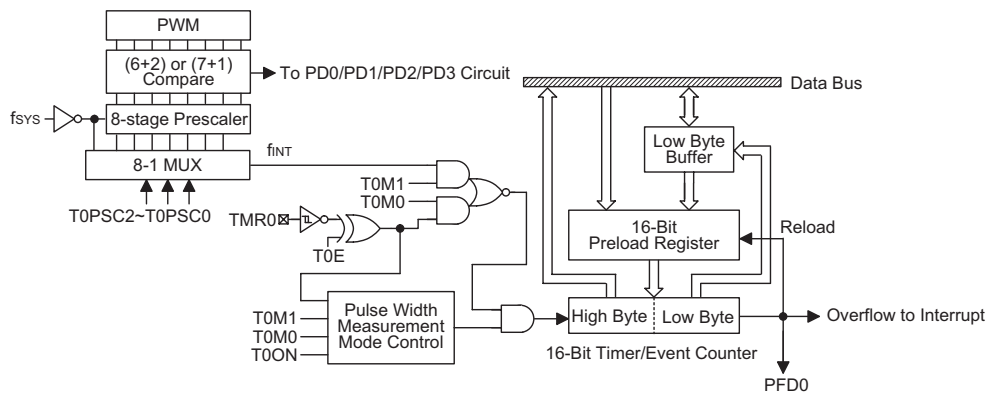 PWM
(6+2) or (7+1)
Compare
To PD0/PD1/PD2/PD3 Circuit
fSYS
8-stage Prescaler
8-1 MUX
fINT
T0PSC2~T0PSC0
T0M1
T0M0
TMR0
T0E
T0M1
T0M0
T0ON
Pulse Width
Measurement
Mode Control
Data Bus
Low Byte
Buffer
16-Bit
Preload Register
Reload
High Byte
Low Byte
Overflow to Interrupt
16-Bit Timer/Event Counter
PFD0